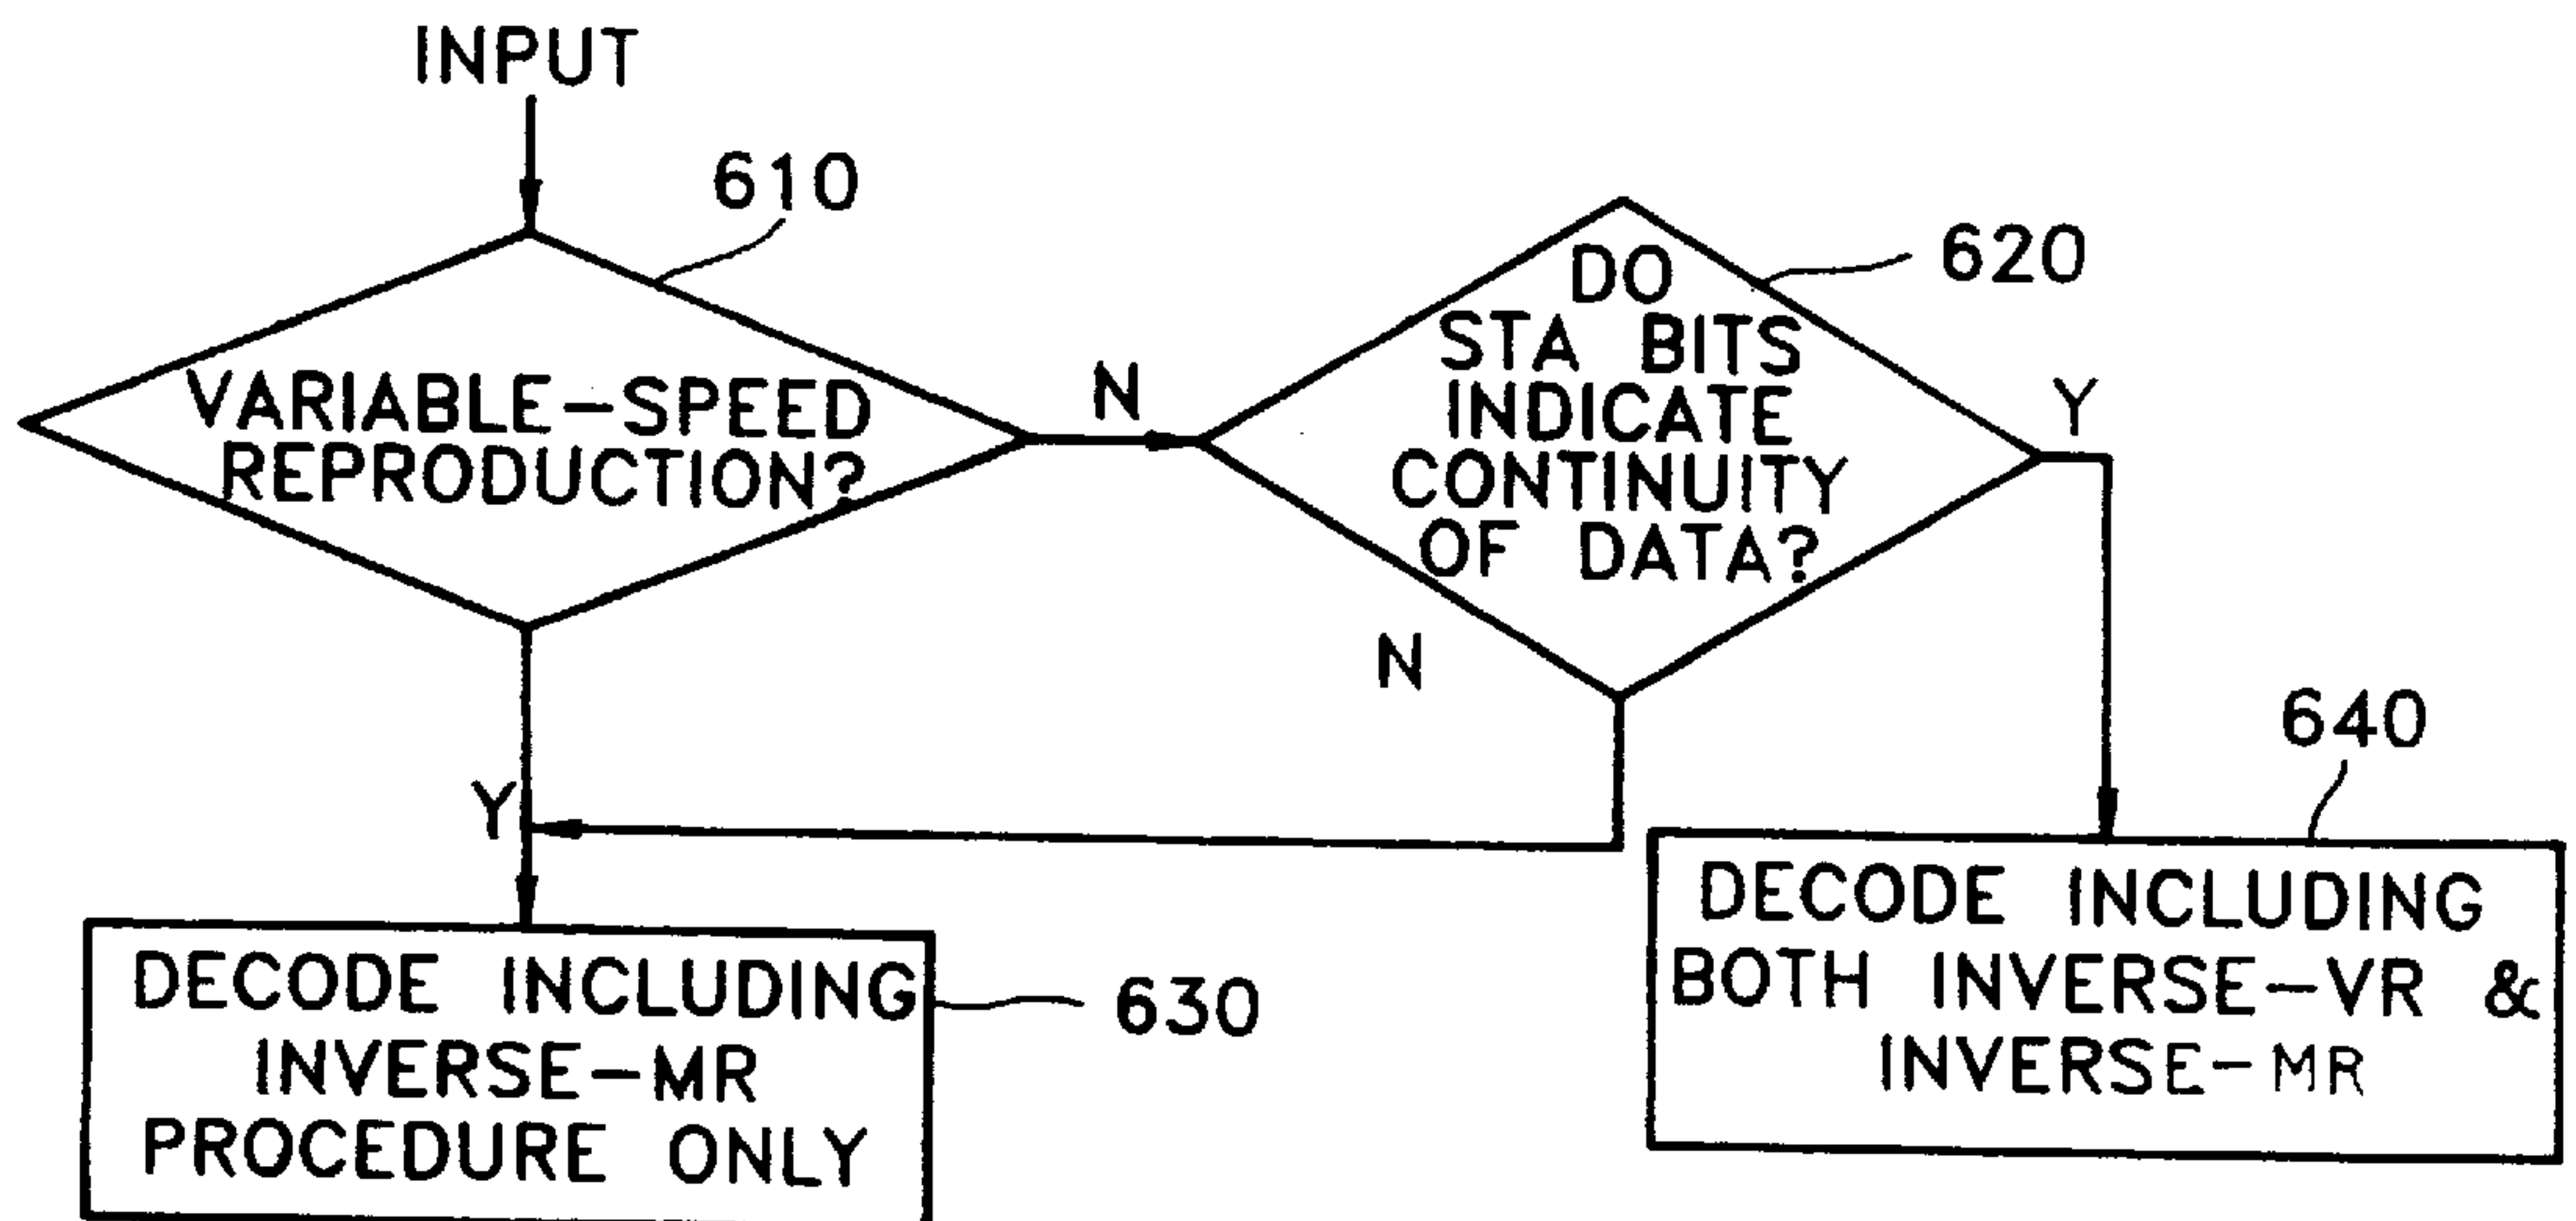 INPUT
610
VARIABLE-SPEED
REPRODUCTION?
N
620
DO
STA BITS
INDICATE
CONTINUITY
OF DATA?
Y
N
Y
640
DECODE INCLUDING
BOTH INVERSE-VR &
INVERSE-MR
DECODE INCLUDING
INVERSE-MR
PROCEDURE ONLY
630